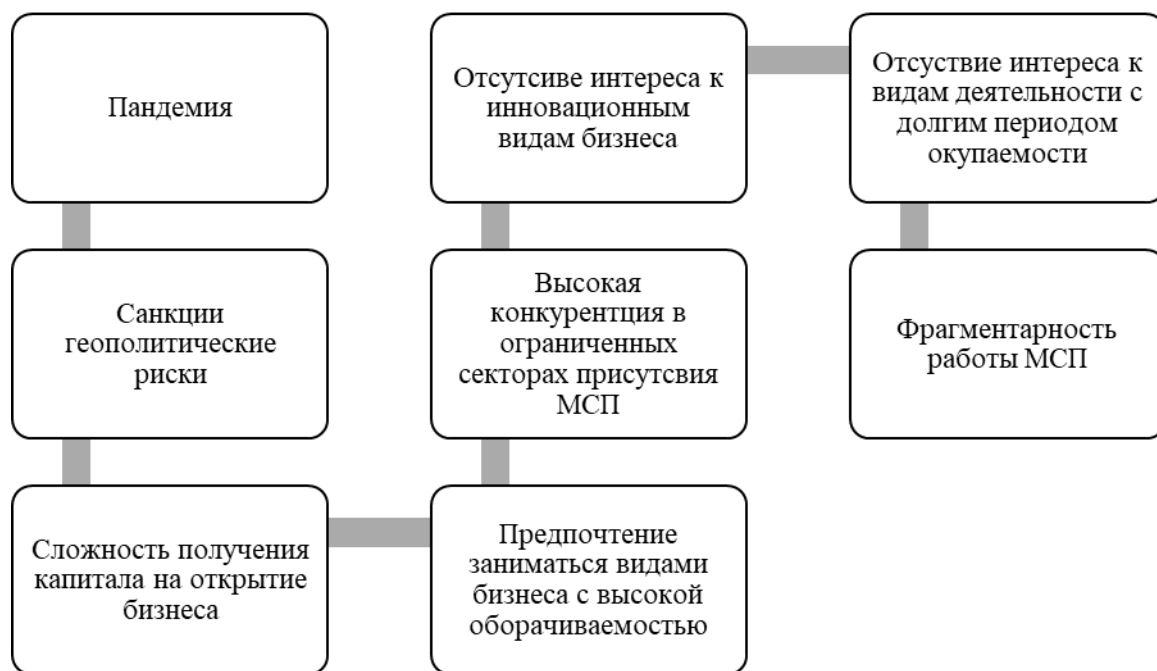 Пандемия
Санкции
геополитические
риски
Сложность получения
капитала на открытие
бизнеса
Предпочтение
заниматься видами
бизнеса с высокой
оборачиваемостью
Высокая
конкурентция в
ограниченных
секторах присутсвия
МСП
Отсутсиве интереса к
инновационным
видам бизнеса
Отсуствие интереса к
видам деятельности с
долгим периодом
окупаемости
Фрагментарность
работы МСП